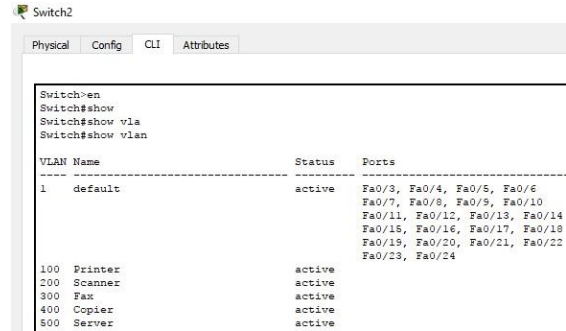 Switch2
Physical Config CLI Attributes
Switch>en
Switch#show
Switch#show vla
Switch#show vlan
VLAN Name Status Ports
---- -------------------------------- --------- -------------------------------
1 default active Fa0/3, Fa0/4, Fa0/5, Fa0/6
Fa0/7, Fa0/8, Fa0/9, Fa0/10
Fa0/11, Fa0/12, Fa0/13, Fa0/14
Fa0/15, Fa0/16, Fa0/17, Fa0/18
Fa0/19, Fa0/20, Fa0/21, Fa0/22
Fa0/23, Fa0/24
100 Printer active
200 Scanner active
300 Fax active
400 Copier active
500 Server active